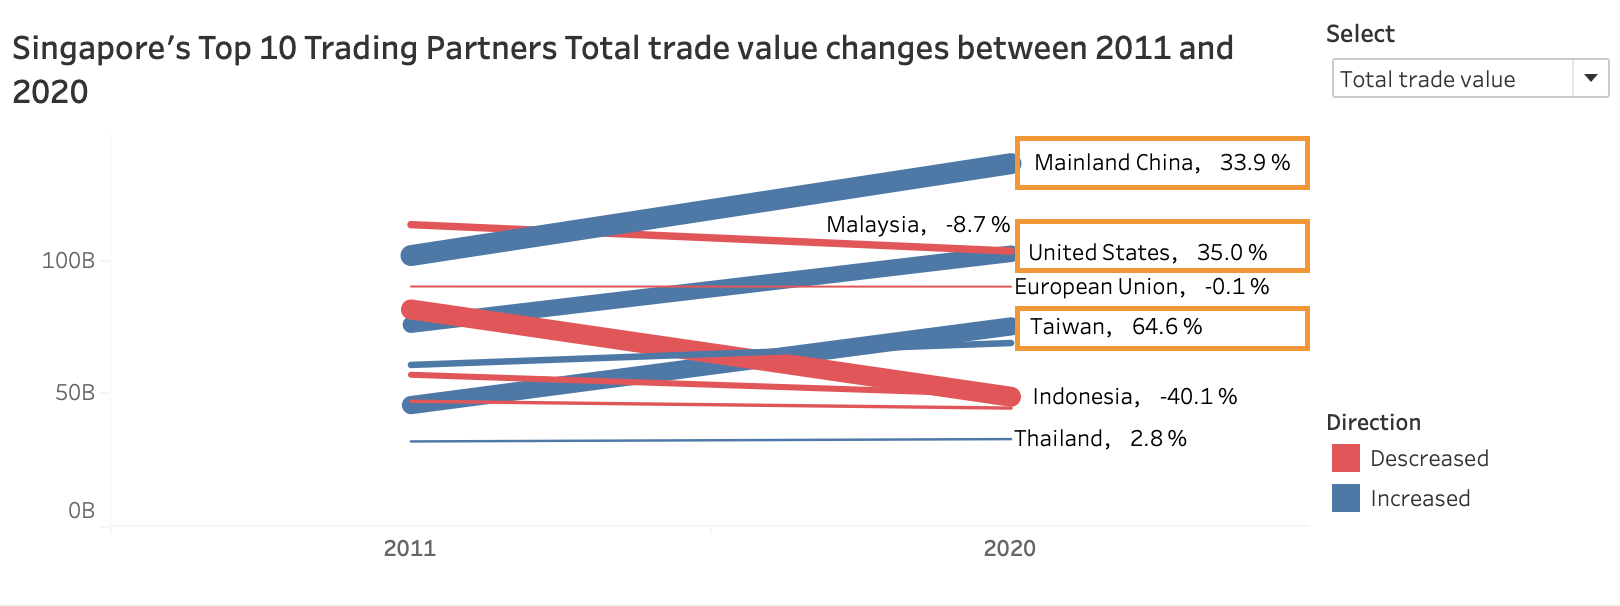 Singapore's Top 10 Trading Partners Total trade value changes between 2011 and
2020
Select
Total trade value
Mainland China, 33.9 %
Malaysia, -8.7 %
United States, 35.0 %
100B
European Union, -0.1 %
Taiwan, 64.6 %
50B
Indonesia, -40.1 %
Thailand, 2.8 %
Direction
Descreased
Increased
0B
2011
2020